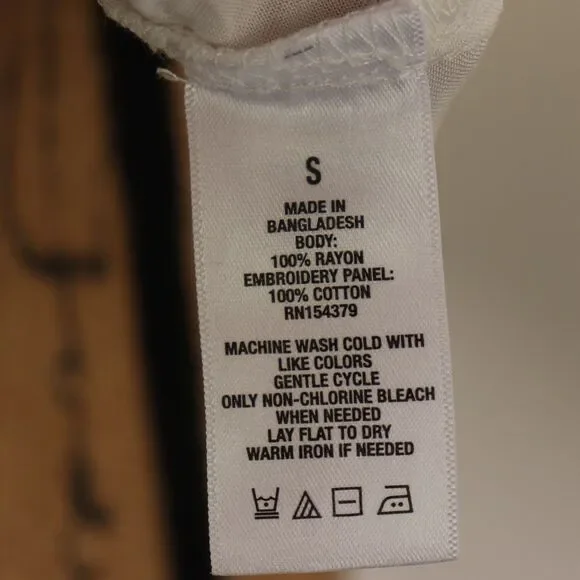 S
MADE IN
BANGLADESH
BODY:
100% RAYON
EMBROIDERY PANEL:
100% COTTON
RN154379
MACHINE WASH COLD WITH
LIKE COLORS
GENTLE CYCLE
ONLY NON-CHLORINE BLEACH
WHEN NEEDED
LAY FLAT TO DRY
WARM IRON IF NEEDED